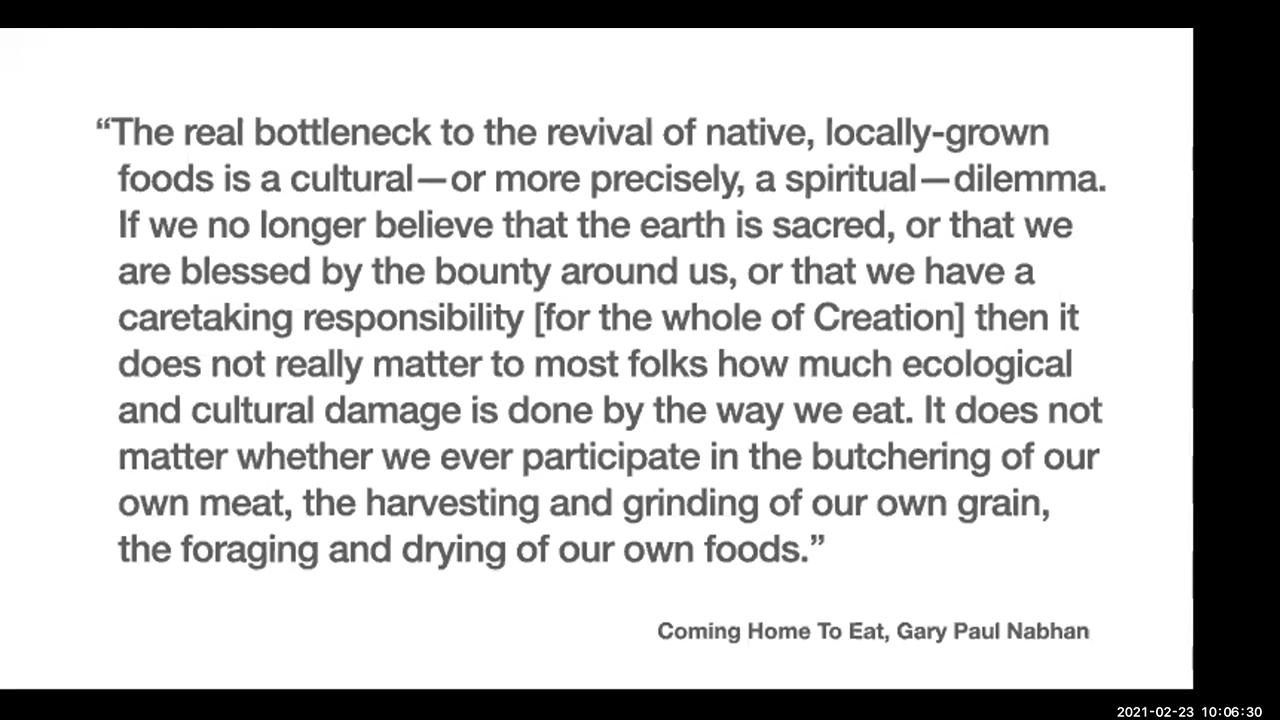 “The real bottleneck to the revival of native, locally-grown
foods is a cultural—or more precisely, a spiritual—dilemma.
If we no longer believe that the earth is sacred, or that we
are blessed by the bounty around us, or that we have a
caretaking responsibility [for the whole of Creation] then it
does not really matter to most folks how much ecological
and cultural damage is done by the way we eat. It does not
matter whether we ever participate in the butchering of our
own meat, the harvesting and grinding of our own grain,
the foraging and drying of our own foods.”
Coming Home To Eat, Gary Paul Nabhan
2021-02-23 10:06:30